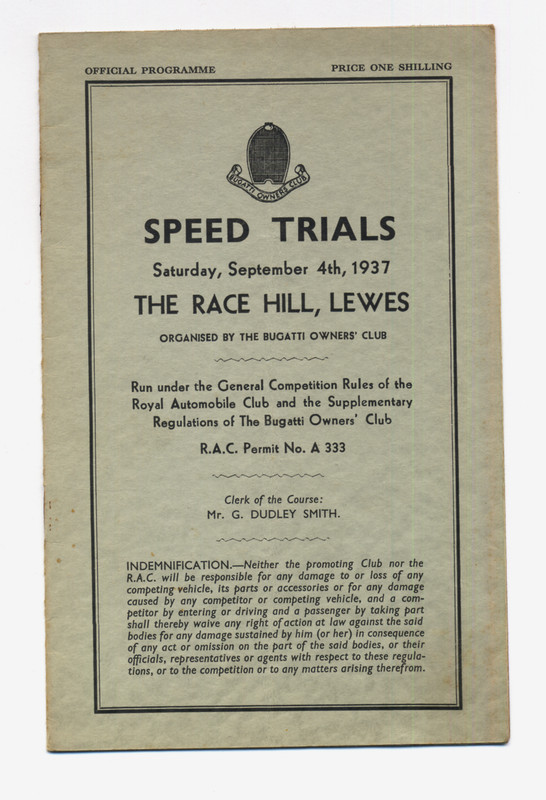 OFFICIAL PROGRAMME PRICE ONE SHILLING
BUGATTI OWNERS CLUB
SPEED TRIALS
Saturday, September 4th, 1937
THE RACE HILL, LEWES
ORGANISED BY THE BUGATTI OWNERS' CLUB
Run under the General Competition Rules of the
Royal Automobile Club and the Supplementary
Regulations of The Bugatti Owners' Club
R.A.C. Permit No. A 333
Clerk of the Course:
Mr. G. DUDLEY SMITH.
INDEMNIFICATION.—Neither the promoting Club nor the
R.A.C. will be responsible for any damage to or loss of any
competing vehicle, its parts or accessories or for any damage
caused by any competitor or competing vehicle, and a com-
petitor by entering or driving and a passenger by taking part
shall thereby waive any right of action at law against the said
bodies for any damage sustained by him (or her) in consequence
of any act or omission on the part of the said bodies, or their
officials, representatives or agents with respect to these regula-
tions, or to the competition or to any matters arising therefrom.